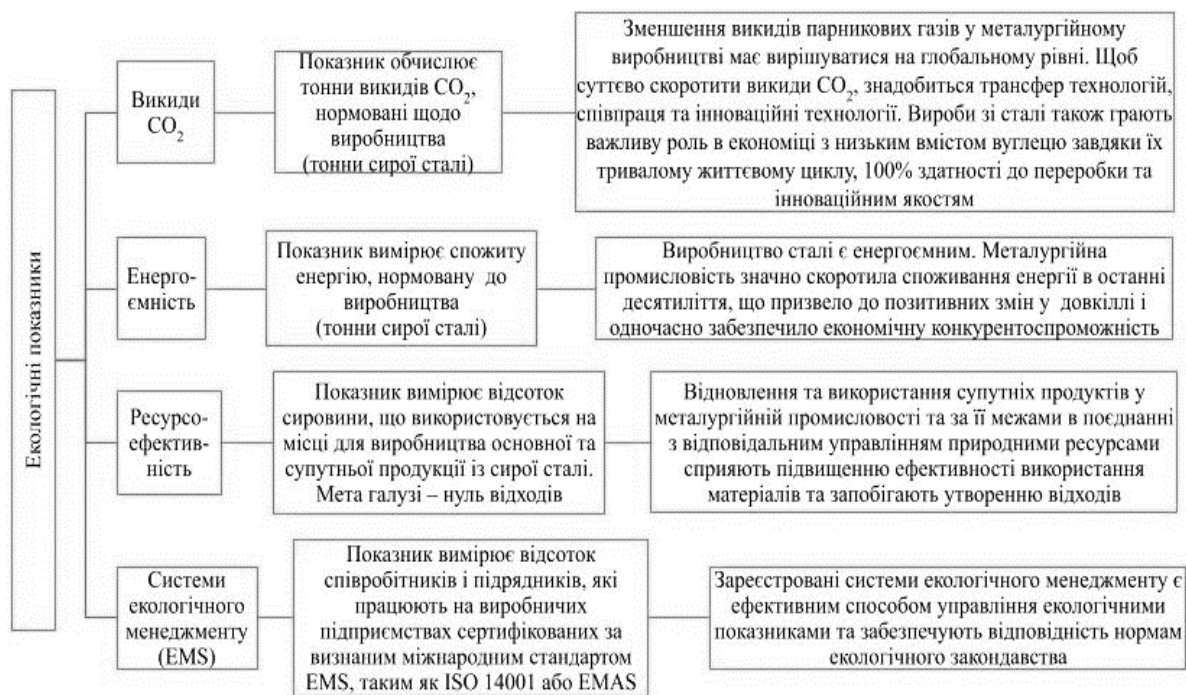 Екологічні показники
Викиди
CO2
Показник обчислює
тонни викидів CO2,
нормовані щодо
виробництва
(тонни сирої сталі)
Зменшення викидів парникових газів у металургійному
виробництві має вирішуватися на глобальному рівні. Щоб
суттєво скоротити викиди CO2, знадобиться трансфер технологій,
співпраця та інноваційні технології. Вироби зі сталі також грають
важливу роль в економіці з низьким вмістом вуглецю завдяки їх
тривалому життєвому циклу, 100% здатності до переробки та
інноваційним якостям
Енерго-
ємність
Показник вимірює спожиту
енергію, нормовану до
виробництва
(тонни сирої сталі)
Виробництво сталі є енергоємним. Металургійна
промисловість значно скоротила споживання енергії в останні
десятиліття, що призвело до позитивних змін у довкіллі і
одночасно забезпечило економічну конкурентоспроможність
Ресурсо-
ефектив-
ність
Показник вимірює відсоток
сировини, що використовується на
місці для виробництва основної та
супутньої продукції із сирої сталі.
Мета галузі – нуль відходів
Відновлення та використання супутніх продуктів у
металургійній промисловості та за її межами в поєднанні
з відповідальним управлінням природними ресурсами
сприяють підвищенню ефективності використання
матеріалів та запобігають утворенню відходів
Системи
екологічного
менеджменту
(EMS)
Показник вимірює відсоток
співробітників і підрядників, які
працюють на виробничих
підприємствах сертифікованих за
визнаним міжнародним стандартом
EMS, таким як ISO 14001 або EMAS
Зареєстровані системи екологічного менеджменту є
ефективним способом управління екологічними
показниками та забезпечують відповідність нормам
екологічного закондавства